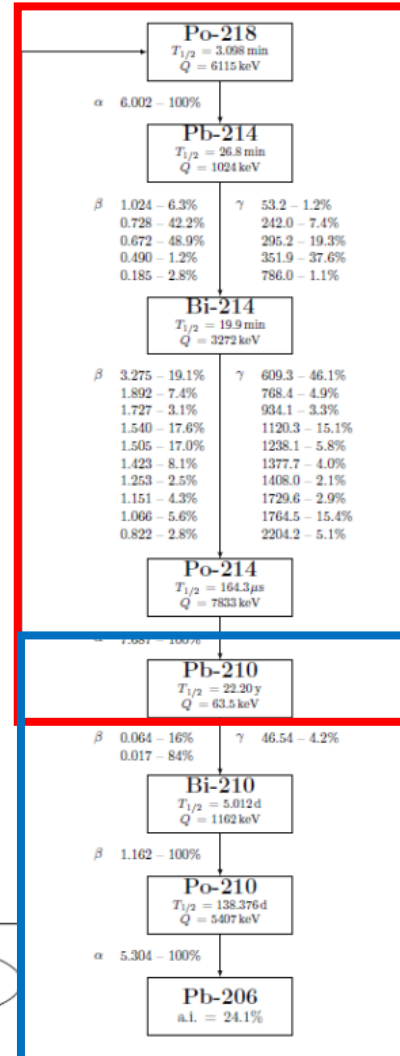 Po-218
T1/2 = 3.098 min
Q = 6115 keV
α 6.002 – 100%
Pb-214
T1/2 = 26.8 min
Q = 1024 keV
β 1.024 – 6.3% γ 53.2 – 1.2%
0.728 – 42.2% 242.0 – 7.4%
0.672 – 48.9% 295.2 – 19.3%
0.490 – 1.2% 351.9 – 37.6%
0.185 – 2.8% 786.0 – 1.1%
Bi-214
T1/2 = 19.9 min
Q = 3272 keV
β 3.275 – 19.1% γ 609.3 – 46.1%
1.892 – 7.4% 768.4 – 4.9%
1.727 – 3.1% 934.1 – 3.3%
1.540 – 17.6% 1120.3 – 15.1%
1.505 – 17.0% 1238.1 – 5.8%
1.423 – 8.1% 1377.7 – 4.0%
1.253 – 2.5% 1408.0 – 2.1%
1.151 – 4.3% 1729.6 – 2.9%
1.066 – 5.6% 1764.5 – 15.4%
0.822 – 2.8% 2204.2 – 5.1%
Po-214
T1/2 = 164.3 μs
Q = 7833 keV
α 7.687 – 100%
Pb-210
T1/2 = 22.20 y
Q = 63.5 keV
β 0.064 – 16% γ 46.54 – 4.2%
0.017 – 84%
Bi-210
T1/2 = 5.012 d
Q = 1162 keV
β 1.162 – 100%
Po-210
T1/2 = 138.376 d
Q = 5407 keV
α 5.304 – 100%
Pb-206
a.i. = 24.1%